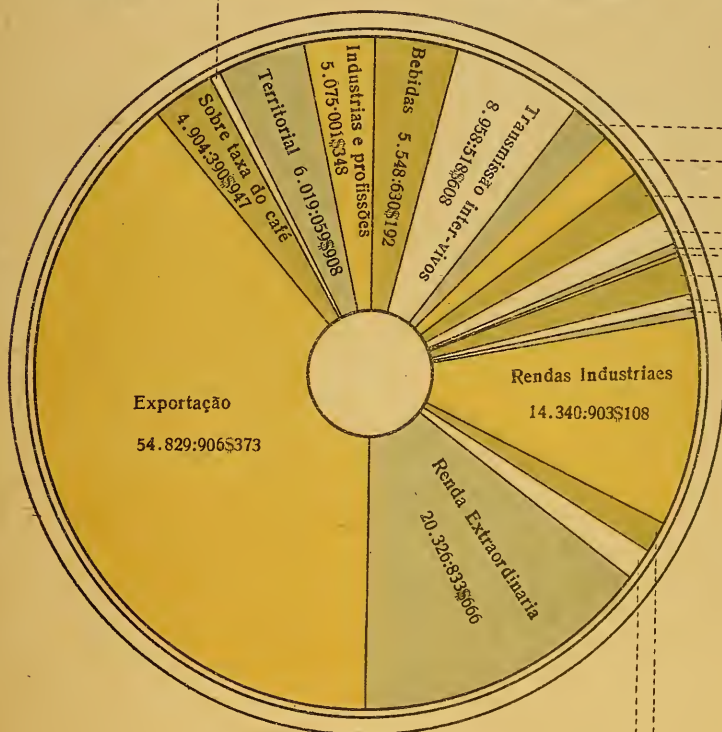 Industrias e profissões
5.075:001$348
Bebidas 5.548:630$192
Transmissão inter-vivos
8.958:518$608
Territorial 6.019:059$908
Sobre taxa do café
4.904:390$947
Exportação
54.829:906$373
Rendas Industriaes
14.340:903$108
Renda Extraordinaria
20.326:833$666